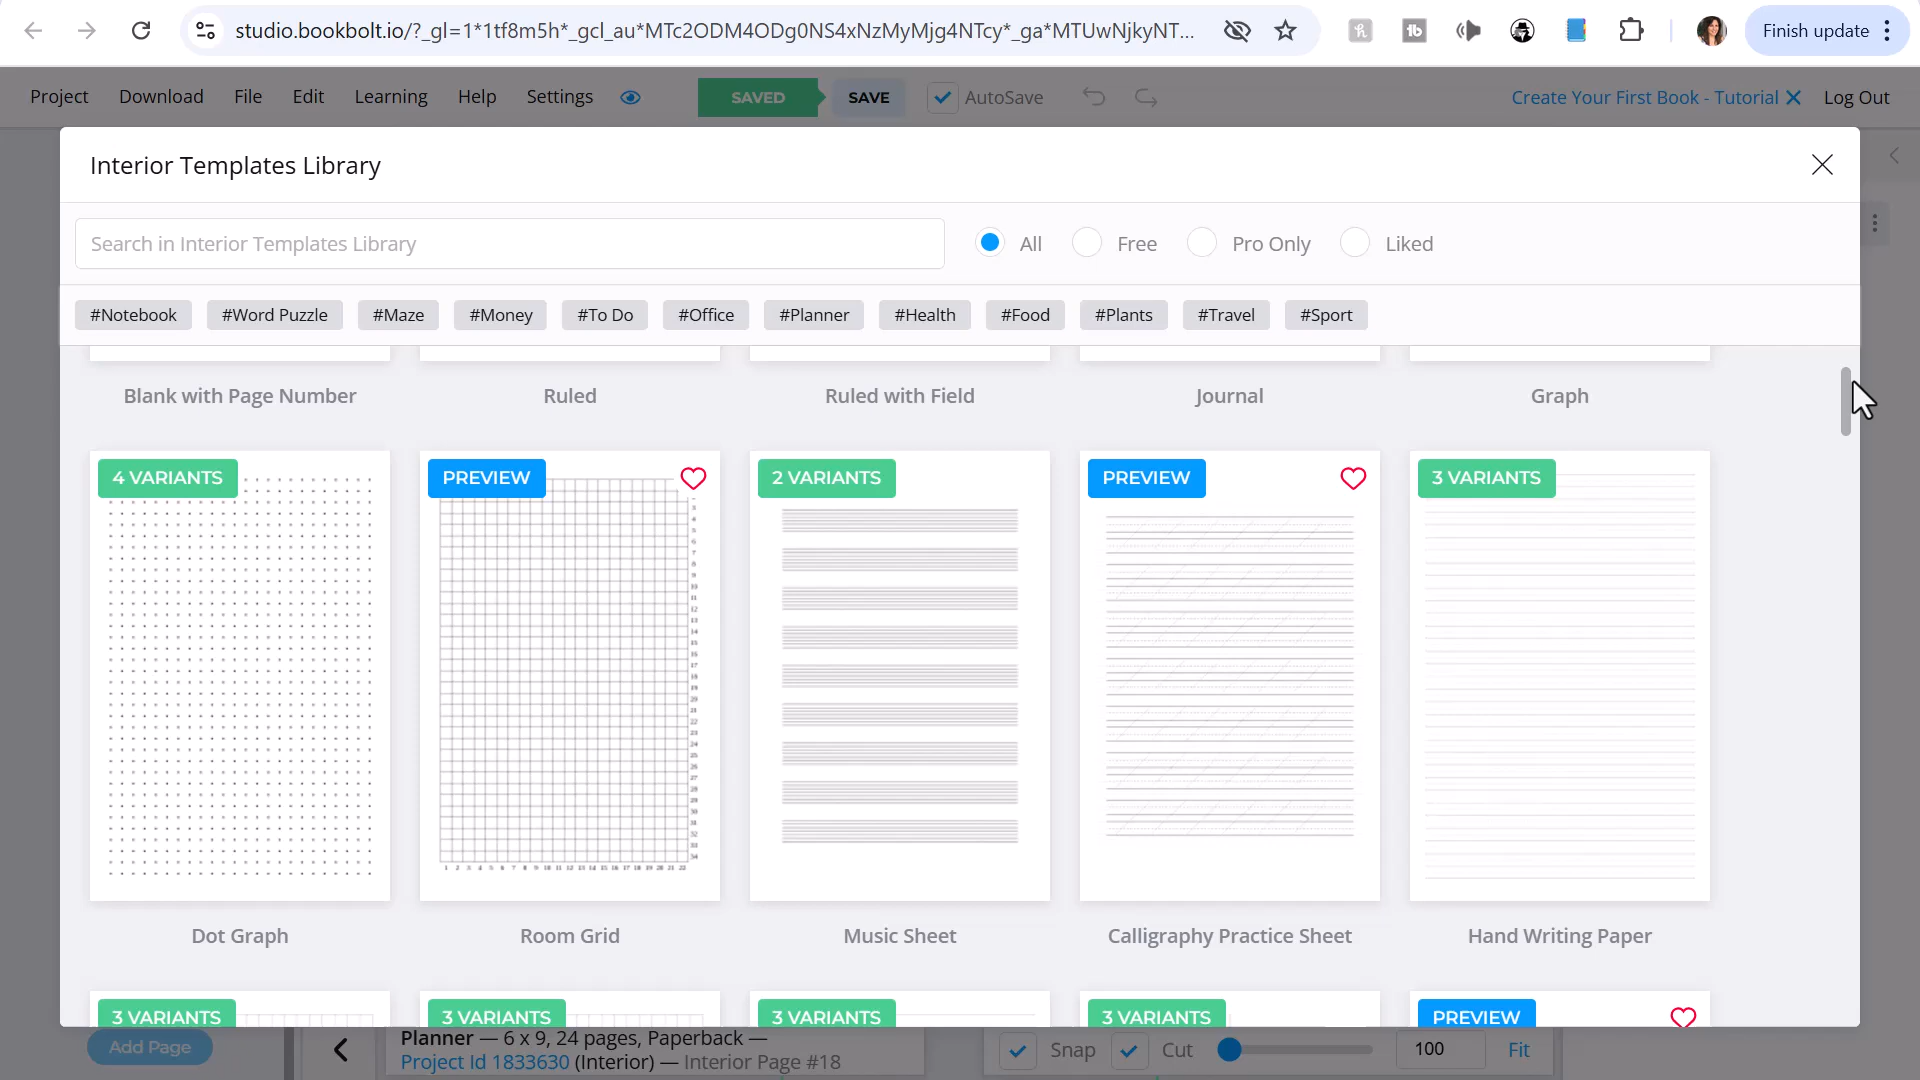 studio.bookbolt.io/?_gl=1*1tf8m5h*_gcl_au*MTc2ODM4ODg0NS4xNzMyMjg4NTcy*_ga*MTUwNjkyNT...
Finish update
Project Download File Edit Learning Help Settings SAVED SAVE AutoSave Create Your First Book - Tutorial Log Out
Interior Templates Library
Search in Interior Templates Library All Free Pro Only Liked
#Notebook #Word Puzzle #Maze #Money #To Do #Office #Planner #Health #Food #Plants #Travel #Sport
Blank with Page Number Ruled Ruled with Field Journal Graph
4 VARIANTS PREVIEW 2 VARIANTS PREVIEW 3 VARIANTS
Dot Graph Room Grid Music Sheet Calligraphy Practice Sheet Hand Writing Paper
3 VARIANTS 3 VARIANTS 3 VARIANTS 3 VARIANTS PREVIEW
Add Page
Planner — 6 x 9, 24 pages, Paperback —
Project Id 1833630 (Interior) — Interior Page #18
Snap Cut 100 Fit